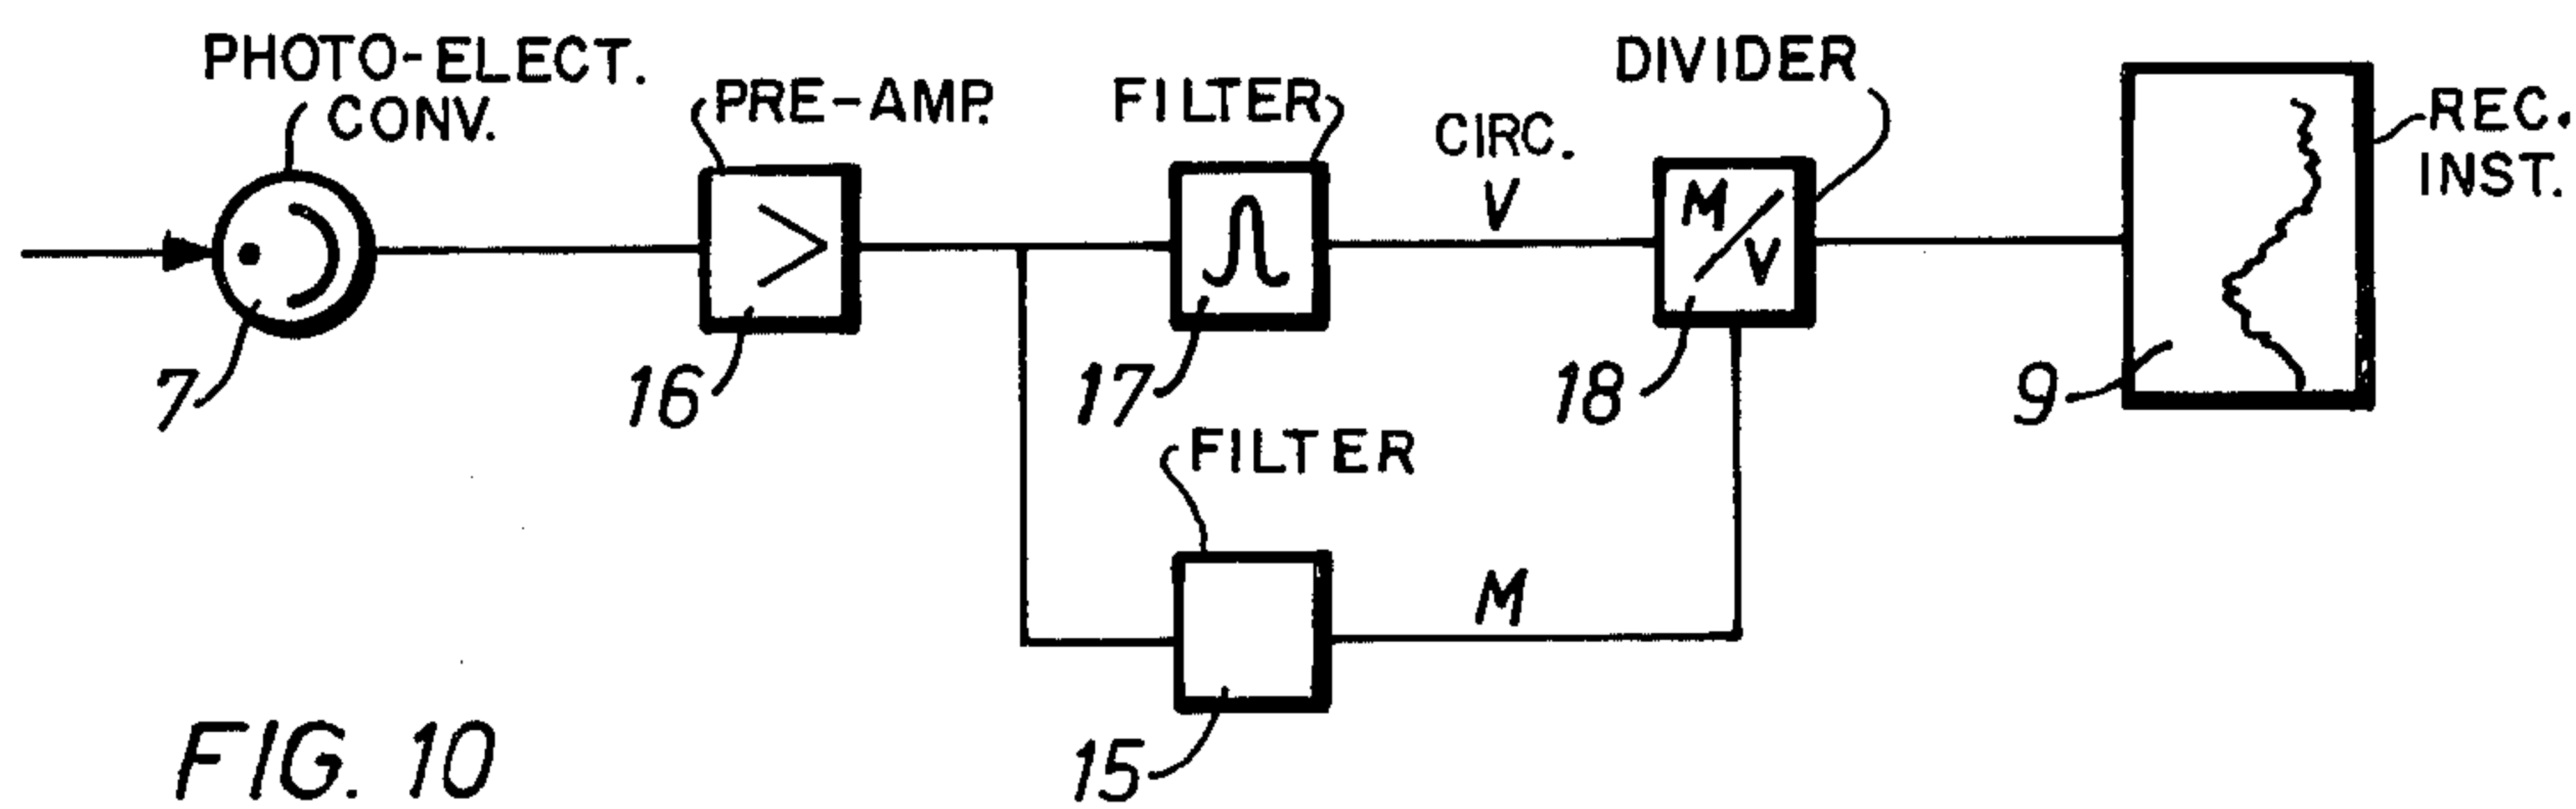 PHOTO-ELECT.
CONV.
PRE-AMP.
FILTER
CIRC.
V
DIVIDER
REC.
INST.
M/V
7
16
17
18
9
FILTER
M
15
FIG. 10